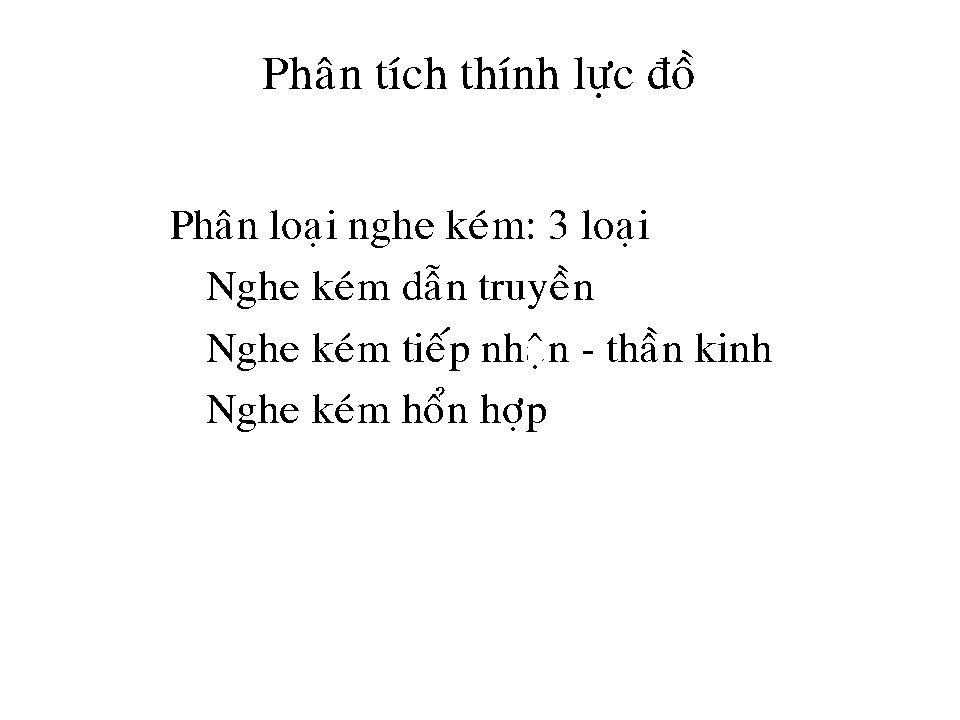 Phân tích thính lực đồ
Phân loại nghe kém: 3 loại
Nghe kém dẫn truyền
Nghe kém tiếp nhận - thần kinh
Nghe kém hổn hợp